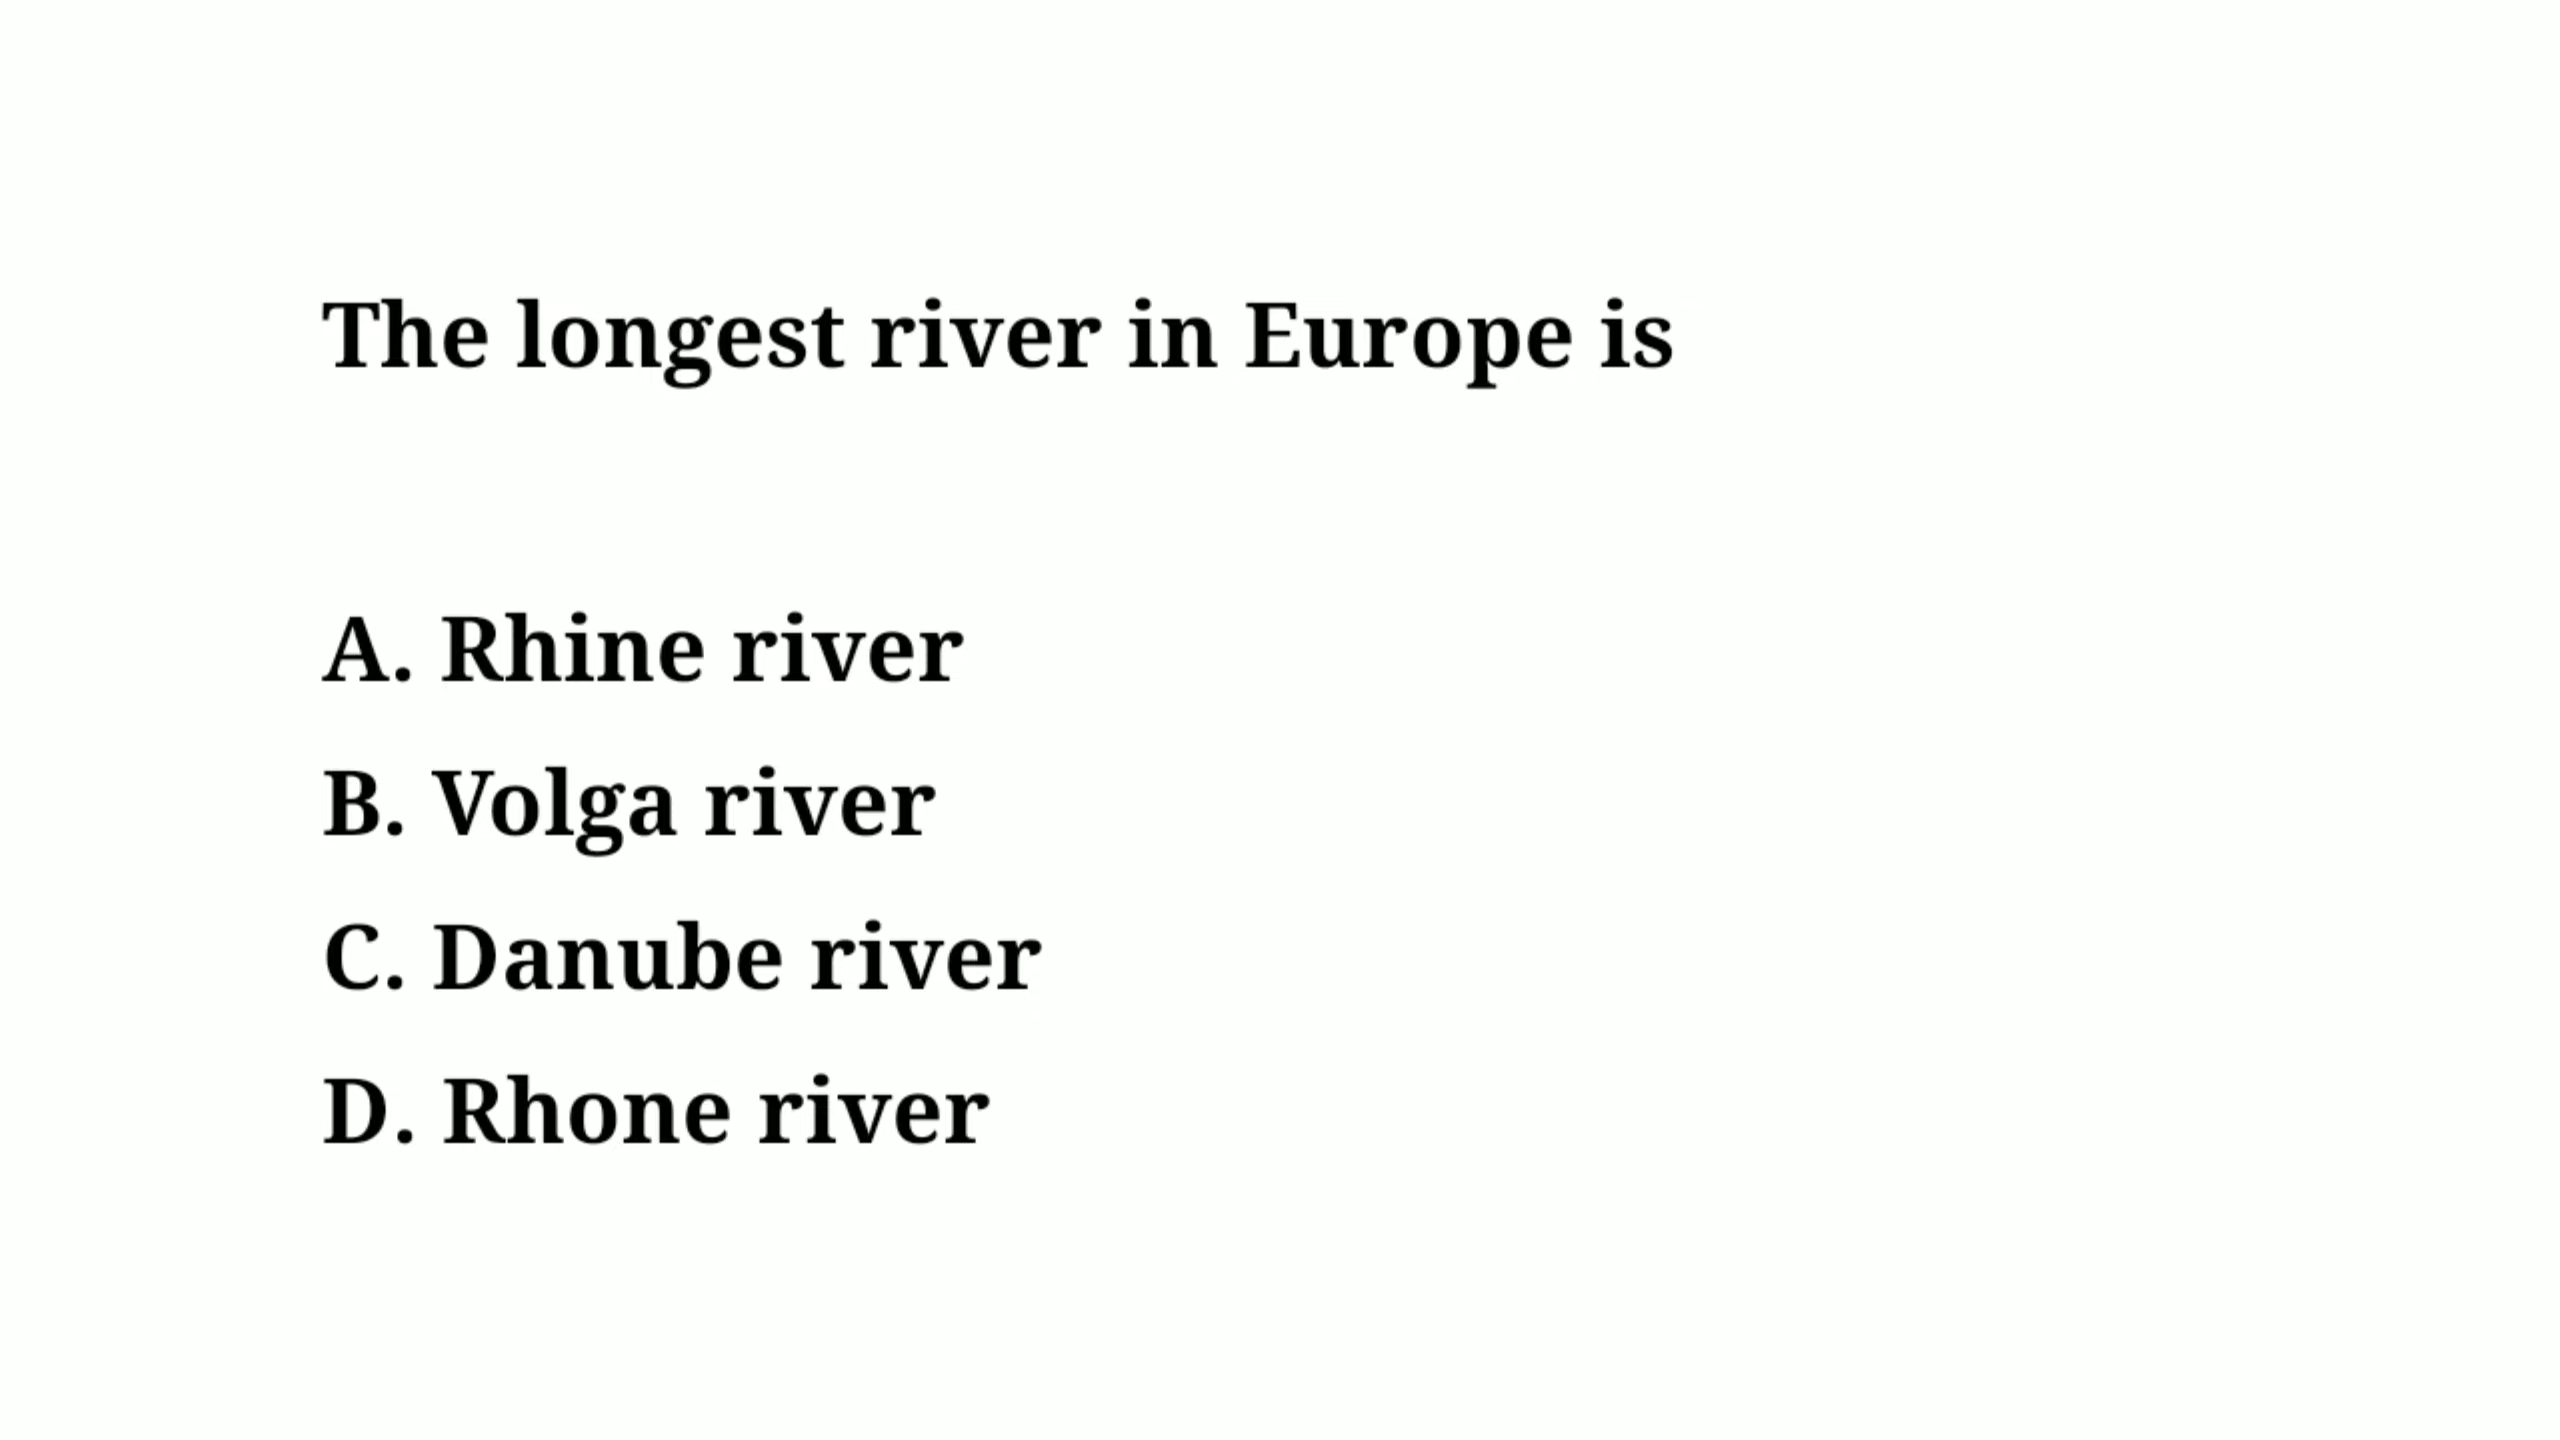 The longest river in Europe is
A. Rhine river
B. Volga river
C. Danube river
D. Rhone river